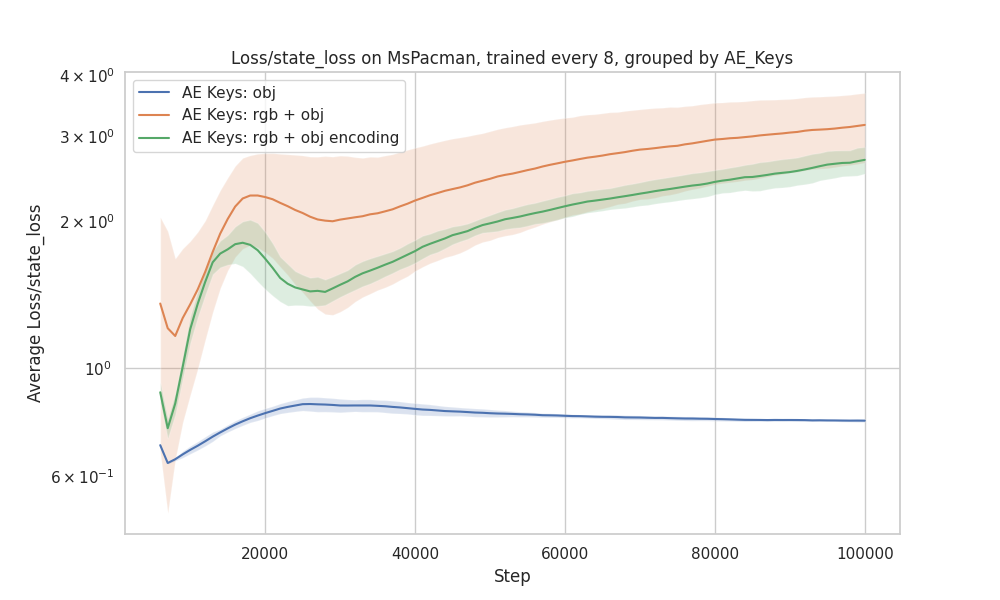 Loss/state_loss on MsPacman, trained every 8, grouped by AE_Keys
4 × 10⁰
3 × 10⁰
2 × 10⁰
10⁰
6 × 10⁻¹
Average Loss/state_loss
AE Keys: obj
AE Keys: rgb + obj
AE Keys: rgb + obj encoding
20000 40000 60000 80000 100000
Step